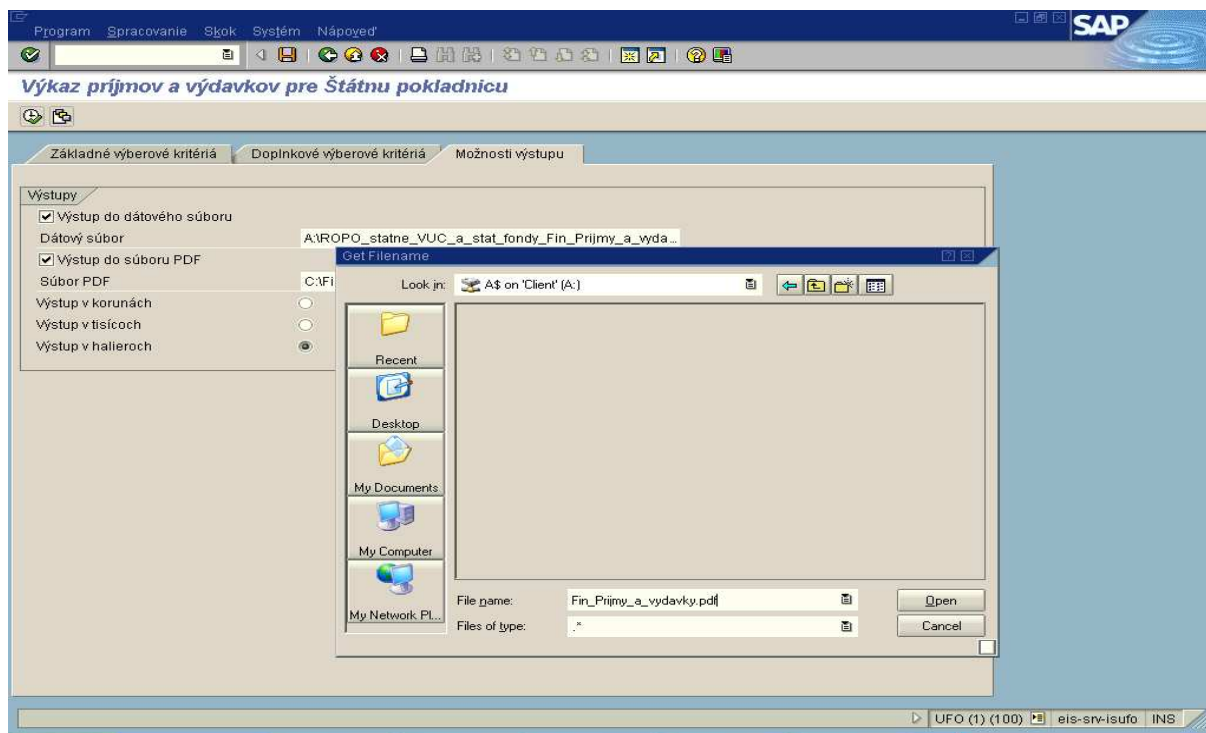 Program Spracovanie Skok Systém Nápoveď
SAP
Výkaz príjmov a výdavkov pre Štátnu pokladnicu
Základné výberové kritériá Doplnkové výberové kritériá Možnosti výstupu
Výstupy
Výstup do dátového súboru
Dátový súbor A:\ROPO_statne_VUC_a_stat_fondy_Fin_Prijmy_a_vyda...
Výstup do súboru PDF
Súbor PDF C:\Fi
Výstup v korunách
Výstup v tisícoch
Výstup v halieroch
Get Filename
Look in: A$ on 'Client' (A:)
Recent
Desktop
My Documents
My Computer
My Network Pl...
File name: Fin_Prijmy_a_vydavky.pdf
Open
Files of type: .*
Cancel
UFO (1) (100) eis-srv-isufo INS